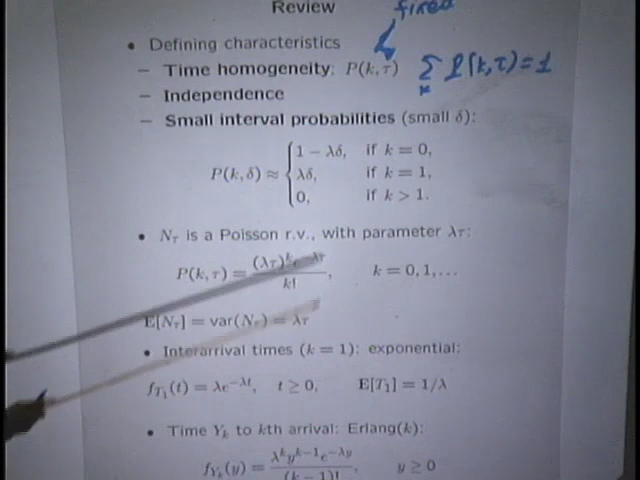 Review
fixed
• Defining characteristics
– Time homogeneity: P(k, τ) Σ_k P(k, τ) = 1
– Independence
– Small interval probabilities (small δ):
1 − λδ, if k = 0,
P(k, δ) ≈ { λδ, if k = 1,
0, if k > 1.
• N_τ is a Poisson r.v., with parameter λτ:
P(k, τ) = (λτ)^k e^{−λτ} / k!, k = 0, 1, . . .
E[N_τ] = var(N_τ) = λτ
• Interarrival times (k = 1): exponential:
f_{T_1}(t) = λe^{−λt}, t ≥ 0, E[T_1] = 1/λ
• Time Y_k to kth arrival: Erlang(k):
f_{Y_k}(y) = λ^k y^{k−1} e^{−λy} / (k − 1)!, y ≥ 0